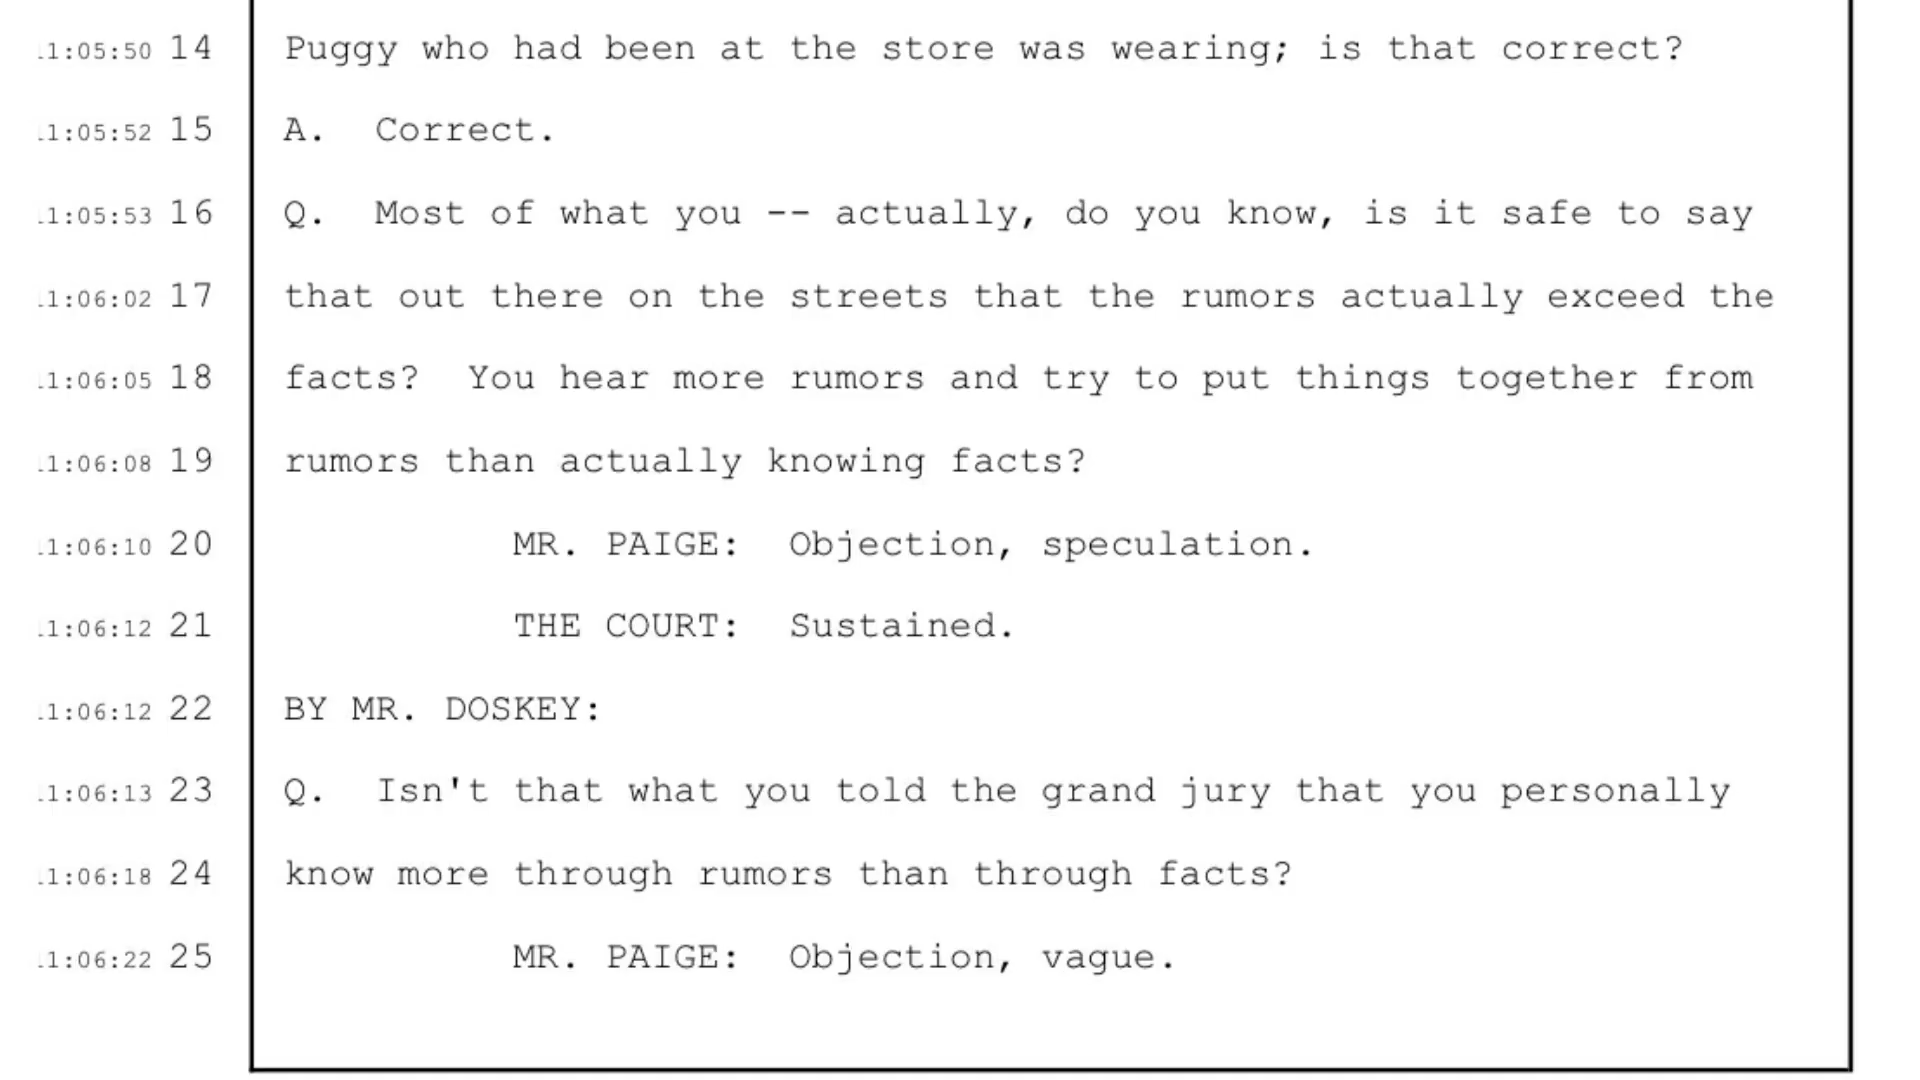 .1:05:50 14 Puggy who had been at the store was wearing; is that correct?
.1:05:52 15 A. Correct.
.1:05:53 16 Q. Most of what you -- actually, do you know, is it safe to say
.1:06:02 17 that out there on the streets that the rumors actually exceed the
.1:06:05 18 facts? You hear more rumors and try to put things together from
.1:06:08 19 rumors than actually knowing facts?
.1:06:10 20 MR. PAIGE: Objection, speculation.
.1:06:12 21 THE COURT: Sustained.
.1:06:12 22 BY MR. DOSKEY:
.1:06:13 23 Q. Isn't that what you told the grand jury that you personally
.1:06:18 24 know more through rumors than through facts?
.1:06:22 25 MR. PAIGE: Objection, vague.